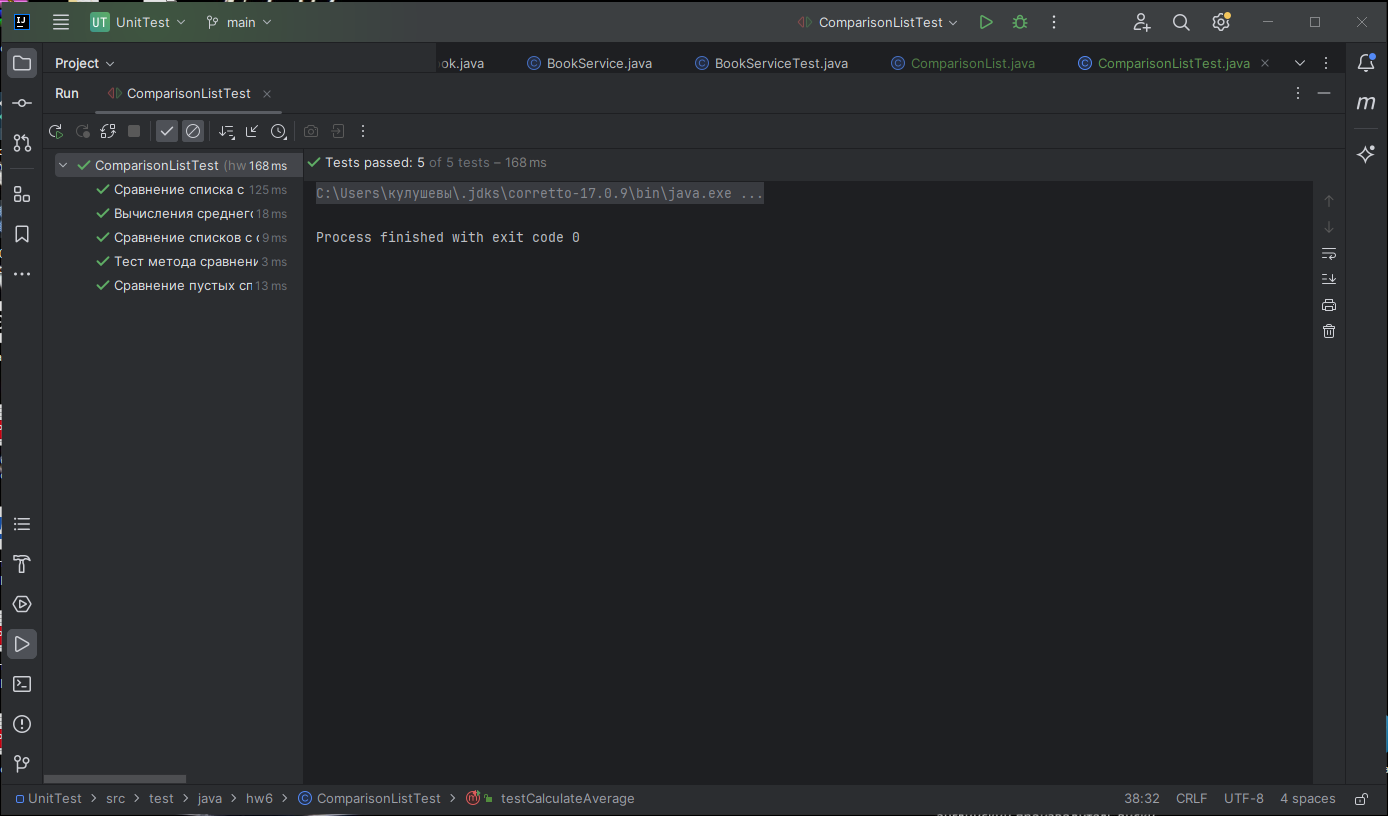 UT UnitTest main ComparisonListTest
Project ok.java BookService.java BookServiceTest.java ComparisonList.java ComparisonListTest.java
Run ComparisonListTest
ComparisonListTest (hw 168 ms
Tests passed: 5 of 5 tests – 168 ms
Сравнение списка с 125 ms
Вычисления среднего 18 ms
Сравнение списков с 9 ms
Тест метода сравнени 3 ms
Сравнение пустых сп 13 ms
C:\Users\кулушевы\.jdks\corretto-17.0.9\bin\java.exe ...
Process finished with exit code 0
UnitTest > src > test > java > hw6 > ComparisonListTest > testCalculateAverage 38:32 CRLF UTF-8 4 spaces